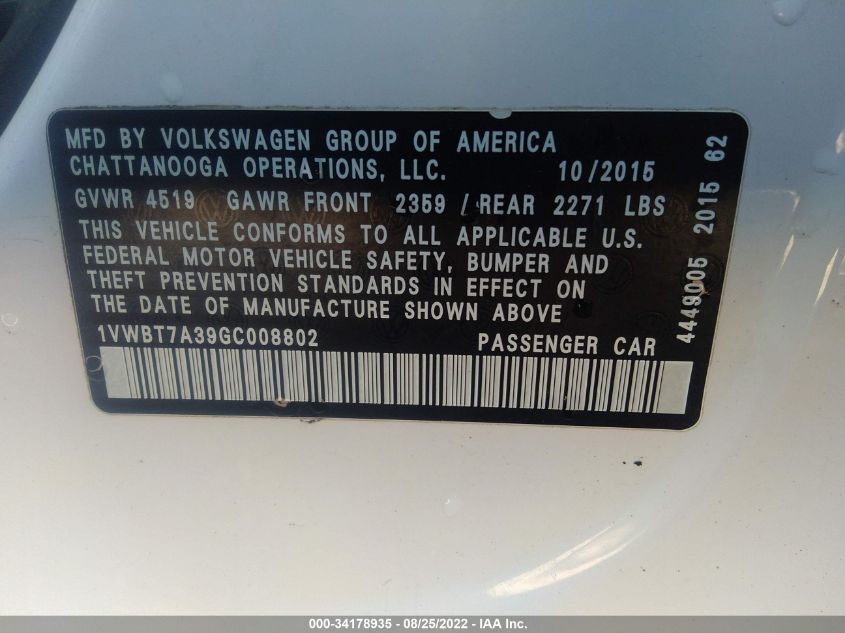 MFD BY VOLKSWAGEN GROUP OF AMERICA
CHATTANOOGA OPERATIONS, LLC. 10/2015
GVWR 4519 GAWR FRONT 2359 / REAR 2271 LBS
THIS VEHICLE CONFORMS TO ALL APPLICABLE U.S.
FEDERAL MOTOR VEHICLE SAFETY, BUMPER AND
THEFT PREVENTION STANDARDS IN EFFECT ON
THE DATE OF MANUFACTURE SHOWN ABOVE
1VWBT7A39GC008802 PASSENGER CAR
4449005 2015 62
000-34178935 - 08/25/2022 - IAA Inc.